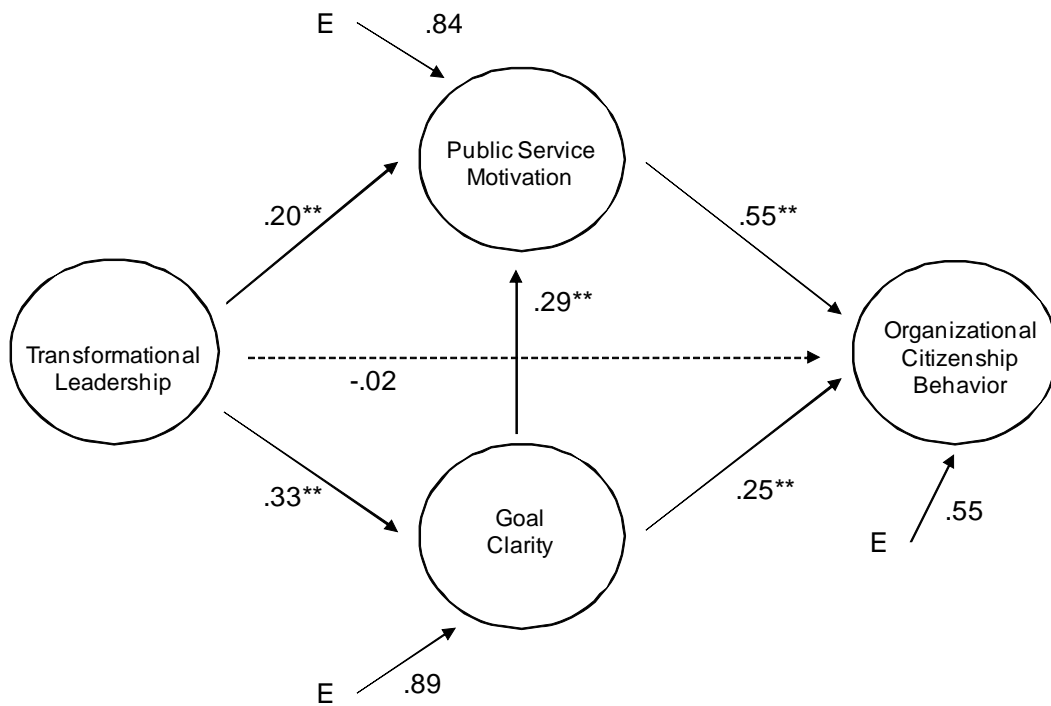 E
.84
Public Service
Motivation
.20**
.55**
.29**
Transformational
Leadership
-.02
Organizational
Citizenship
Behavior
.33**
Goal
Clarity
.25**
.55
E
E
.89